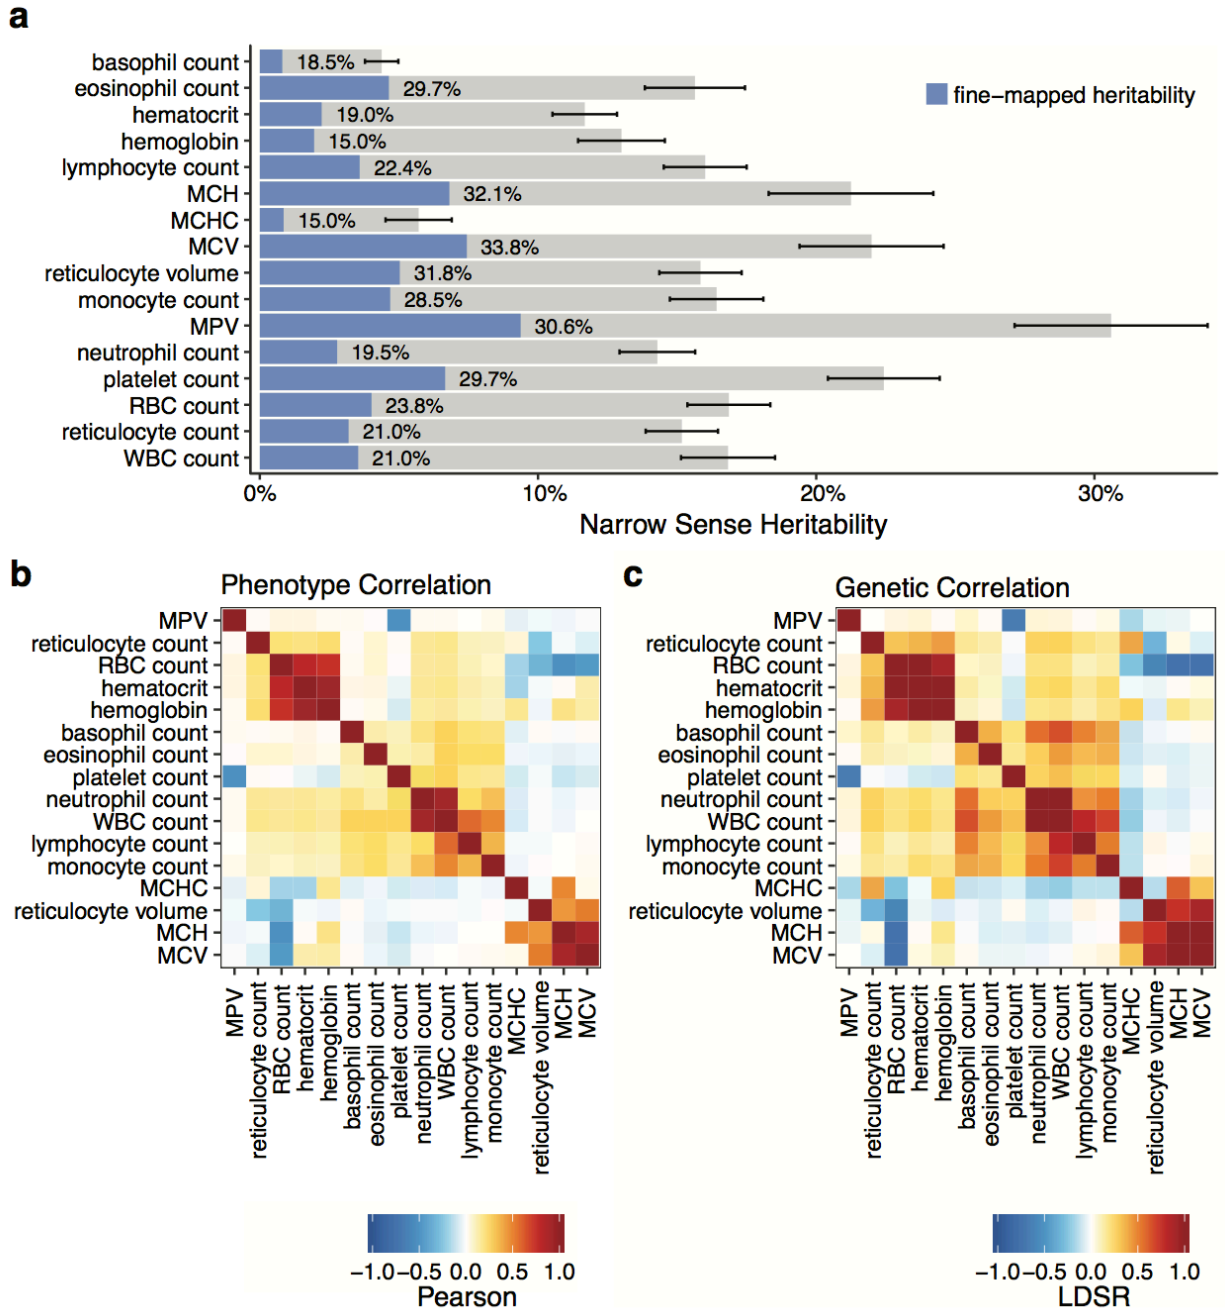 a
basophil count 18.5%
eosinophil count 29.7%
fine-mapped heritability
hematocrit 19.0%
hemoglobin 15.0%
lymphocyte count 22.4%
MCH 32.1%
MCHC 15.0%
MCV 33.8%
reticulocyte volume 31.8%
monocyte count 28.5%
MPV 30.6%
neutrophil count 19.5%
platelet count 29.7%
RBC count 23.8%
reticulocyte count 21.0%
WBC count 21.0%
0% 10% 20% 30%
Narrow Sense Heritability
b
Phenotype Correlation
MPV
reticulocyte count
RBC count
hematocrit
hemoglobin
basophil count
eosinophil count
platelet count
neutrophil count
WBC count
lymphocyte count
monocyte count
MCHC
reticulocyte volume
MCH
MCV
MPV
reticulocyte count
RBC count
hematocrit
hemoglobin
basophil count
eosinophil count
platelet count
neutrophil count
WBC count
lymphocyte count
monocyte count
MCHC
reticulocyte volume
MCH
MCV
−1.0 −0.5 0.0 0.5 1.0
Pearson
c
Genetic Correlation
MPV
reticulocyte count
RBC count
hematocrit
hemoglobin
basophil count
eosinophil count
platelet count
neutrophil count
WBC count
lymphocyte count
monocyte count
MCHC
reticulocyte volume
MCH
MCV
MPV
reticulocyte count
RBC count
hematocrit
hemoglobin
basophil count
eosinophil count
platelet count
neutrophil count
WBC count
lymphocyte count
monocyte count
MCHC
reticulocyte volume
MCH
MCV
−1.0 −0.5 0.0 0.5 1.0
LDSR